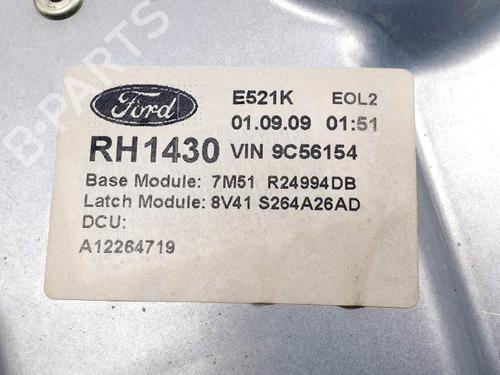 B-PARTS
Ford
E521K EOL2
01.09.09 01:51
RH1430 VIN 9C56154
Base Module: 7M51 R24994DB
Latch Module: 8V41 S264A26AD
DCU:
A12264719